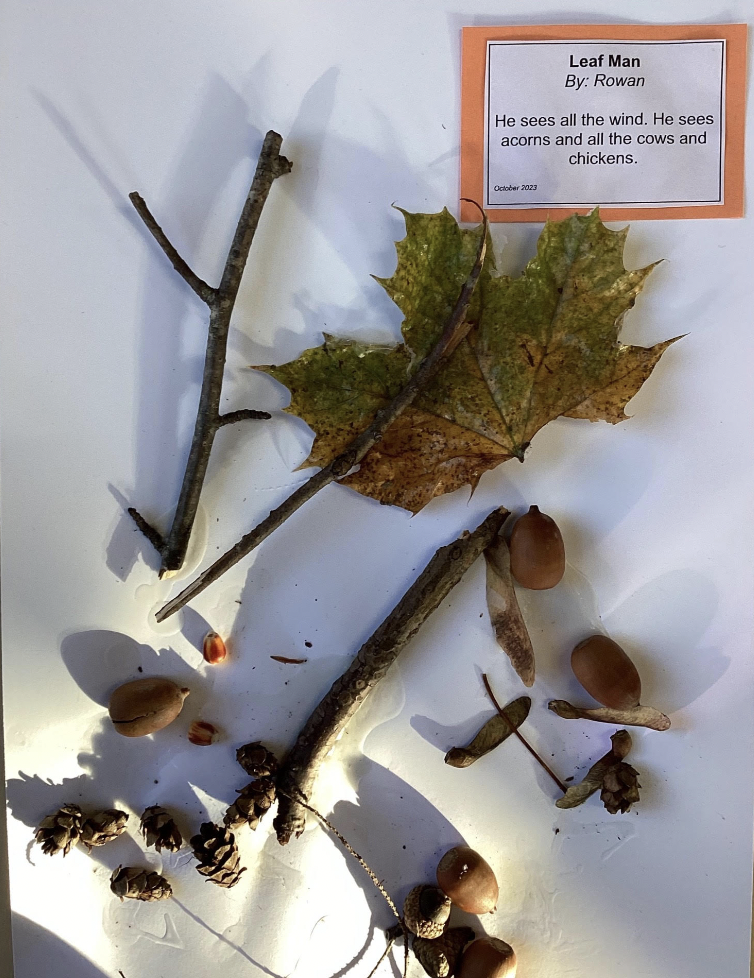 Leaf Man
By: Rowan
He sees all the wind. He sees
acorns and all the cows and
chickens.
October 2023